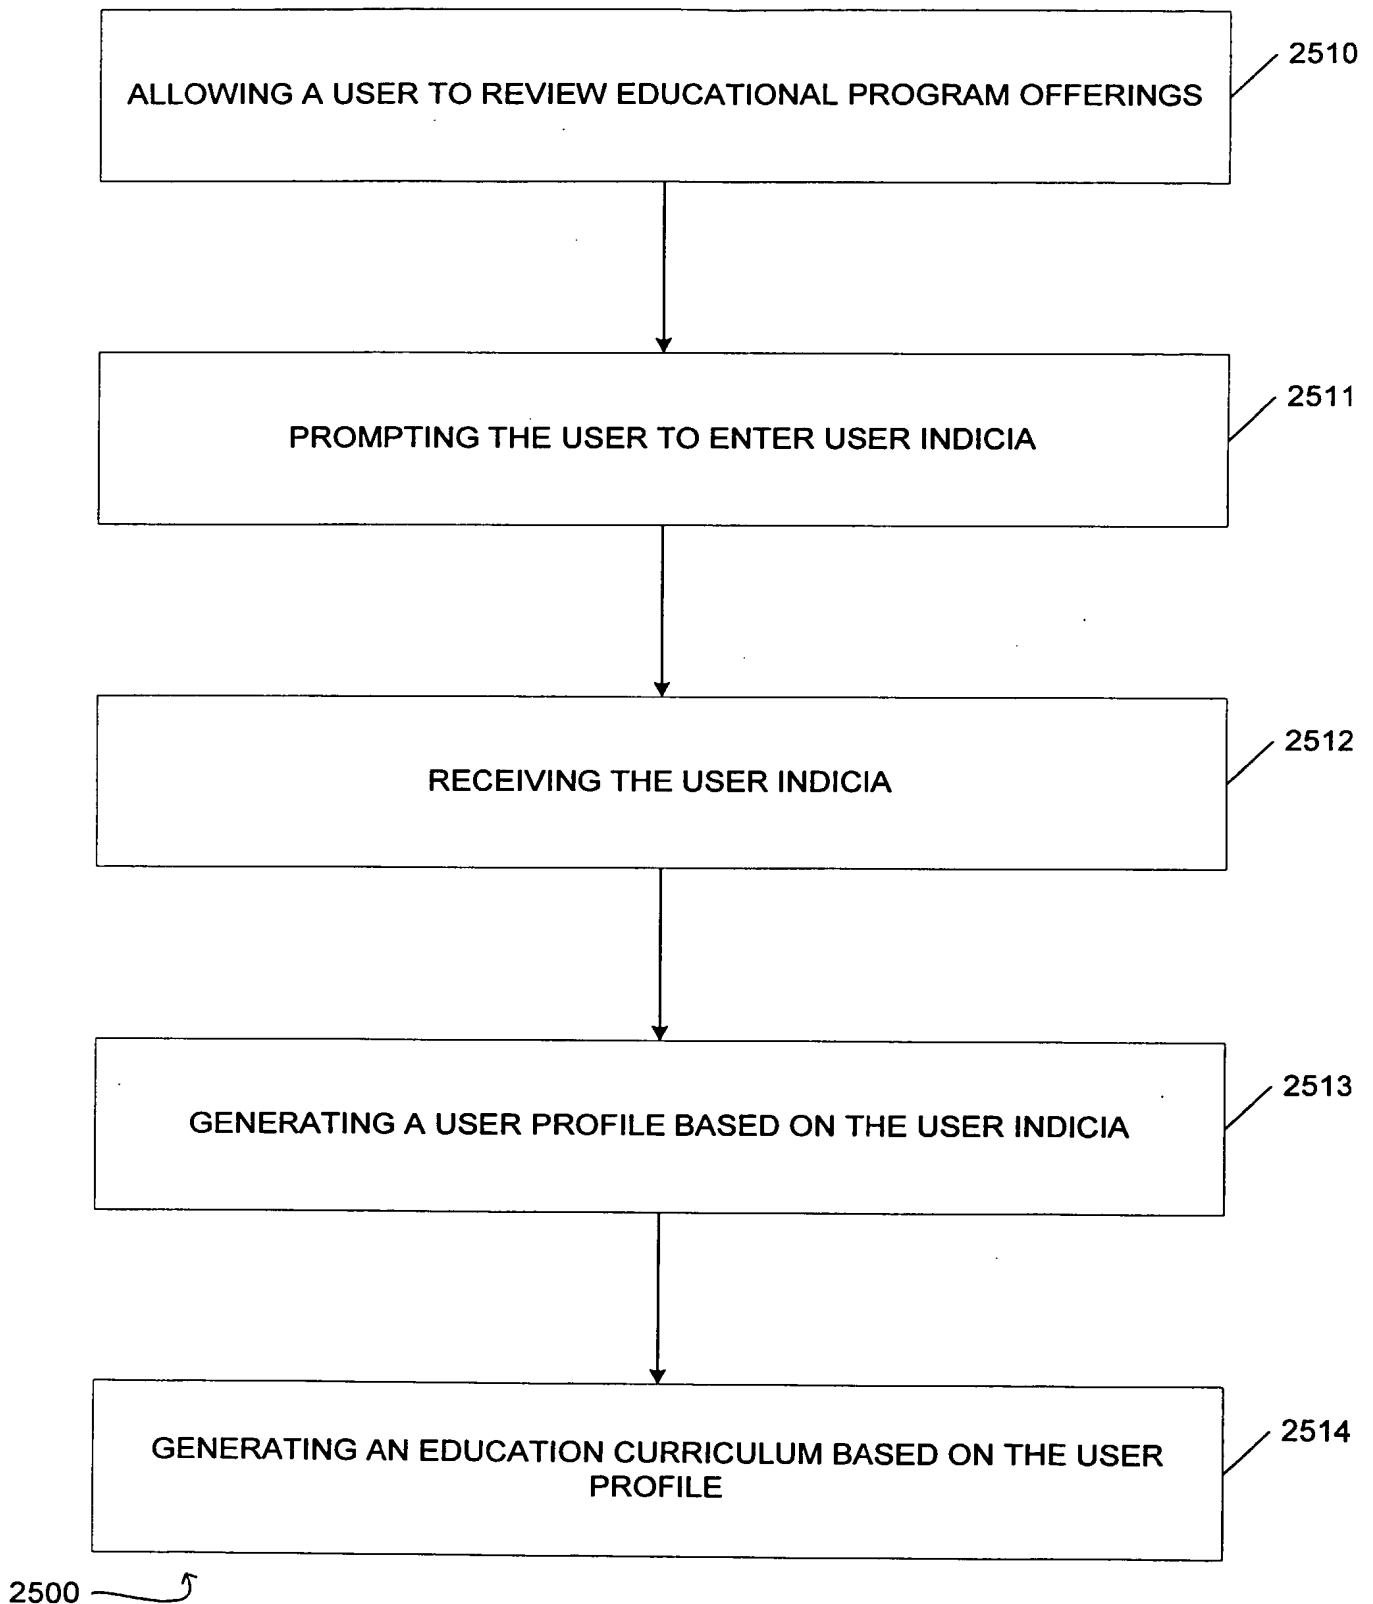 2510
ALLOWING A USER TO REVIEW EDUCATIONAL PROGRAM OFFERINGS
2511
PROMPTING THE USER TO ENTER USER INDICIA
2512
RECEIVING THE USER INDICIA
2513
GENERATING A USER PROFILE BASED ON THE USER INDICIA
2514
GENERATING AN EDUCATION CURRICULUM BASED ON THE USER
PROFILE
2500